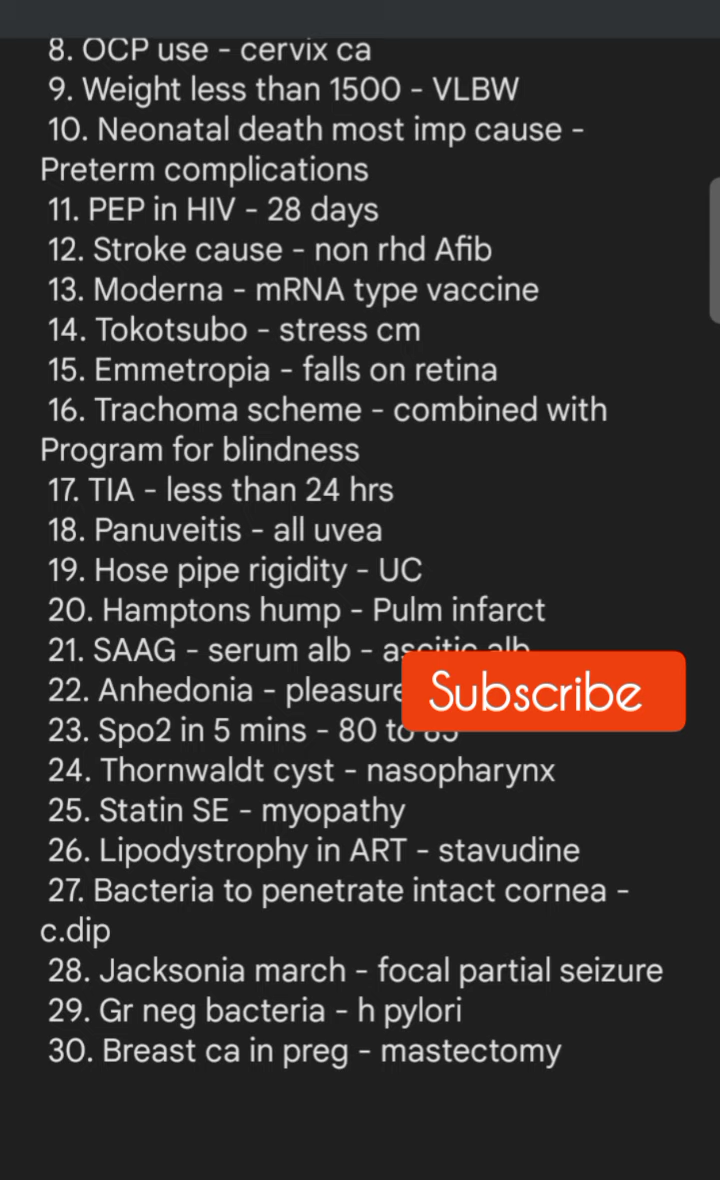 8. OCP use - cervix ca
9. Weight less than 1500 - VLBW
10. Neonatal death most imp cause -
Preterm complications
11. PEP in HIV - 28 days
12. Stroke cause - non rhd Afib
13. Moderna - mRNA type vaccine
14. Tokotsubo - stress cm
15. Emmetropia - falls on retina
16. Trachoma scheme - combined with
Program for blindness
17. TIA - less than 24 hrs
18. Panuveitis - all uvea
19. Hose pipe rigidity - UC
20. Hamptons hump - Pulm infarct
21. SAAG - serum alb - ascitic alb
22. Anhedonia - pleasure
Subscribe
23. Spo2 in 5 mins - 80 to
24. Thornwaldt cyst - nasopharynx
25. Statin SE - myopathy
26. Lipodystrophy in ART - stavudine
27. Bacteria to penetrate intact cornea -
c.dip
28. Jacksonia march - focal partial seizure
29. Gr neg bacteria - h pylori
30. Breast ca in preg - mastectomy